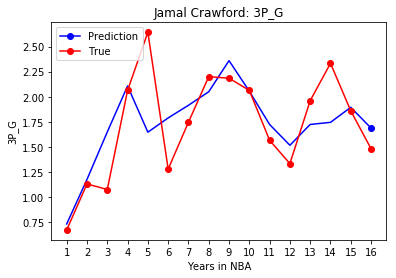 Jamal Crawford: 3P_G
Prediction
True
3P_G
2.50
2.25
2.00
1.75
1.50
1.25
1.00
0.75
1 2 3 4 5 6 7 8 9 10 11 12 13 14 15 16
Years in NBA